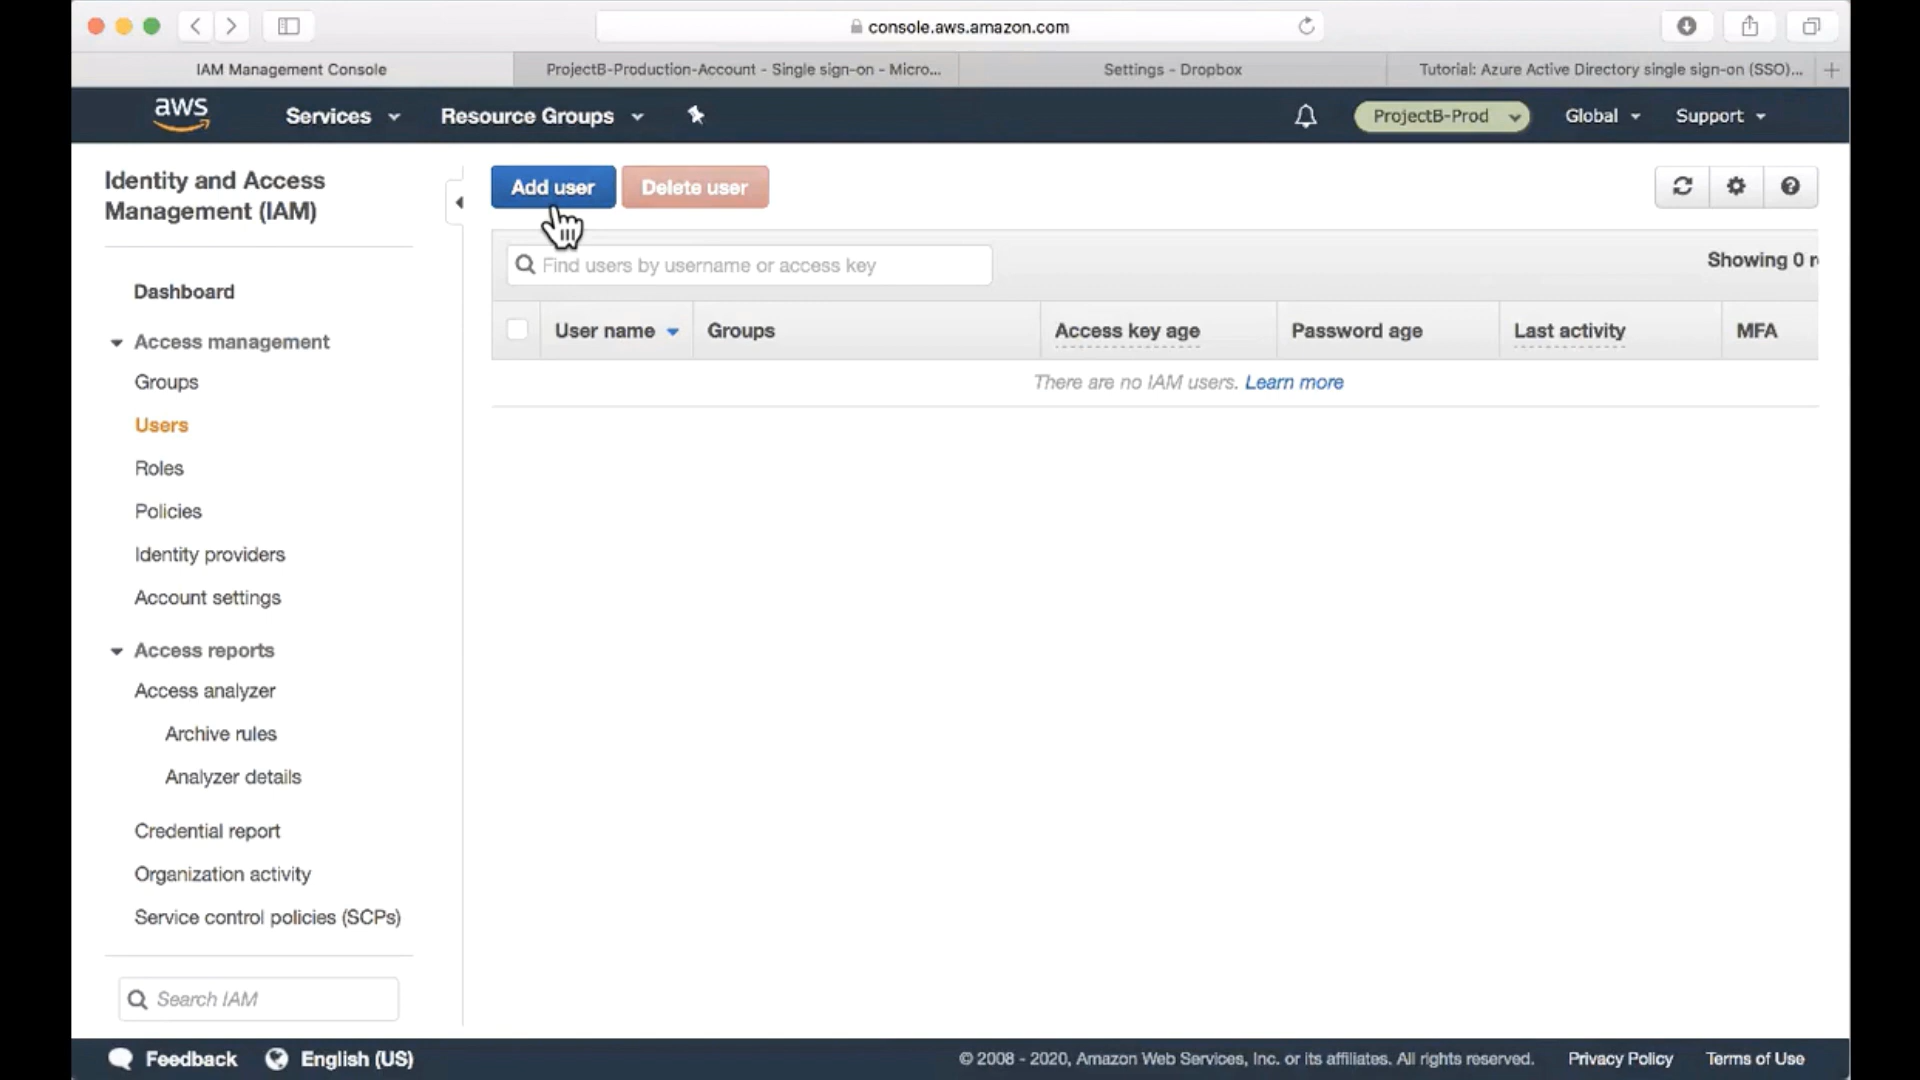 console.aws.amazon.com
IAM Management Console
ProjectB-Production-Account - Single sign-on - Micro...
Settings - Dropbox
Tutorial: Azure Active Directory single sign-on (SSO)...
aws
Services
Resource Groups
ProjectB-Prod
Global
Support
Identity and Access
Management (IAM)
Dashboard
Access management
Groups
Users
Roles
Policies
Identity providers
Account settings
Access reports
Access analyzer
Archive rules
Analyzer details
Credential report
Organization activity
Service control policies (SCPs)
Search IAM
Add user
Delete user
Find users by username or access key
Showing 0 r
User name
Groups
Access key age
Password age
Last activity
MFA
There are no IAM users. Learn more
Feedback
English (US)
© 2008 - 2020, Amazon Web Services, Inc. or its affiliates. All rights reserved.
Privacy Policy
Terms of Use